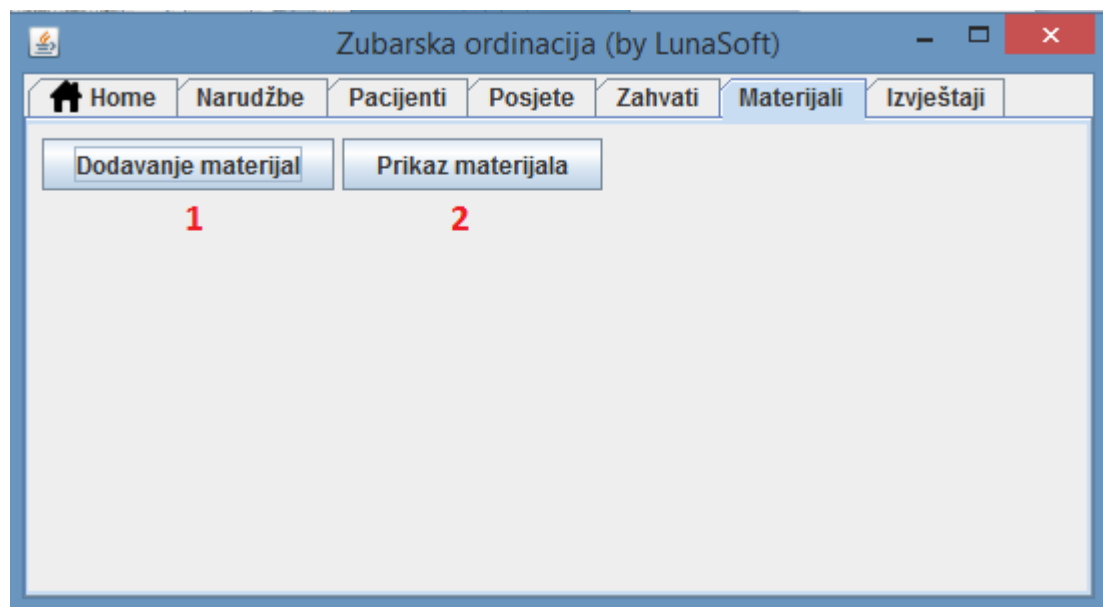 Zubarska ordinacija (by LunaSoft)
Home Narudžbe Pacijenti Posjete Zahvati Materijali Izvještaji
Dodavanje materijal Prikaz materijala
1 2